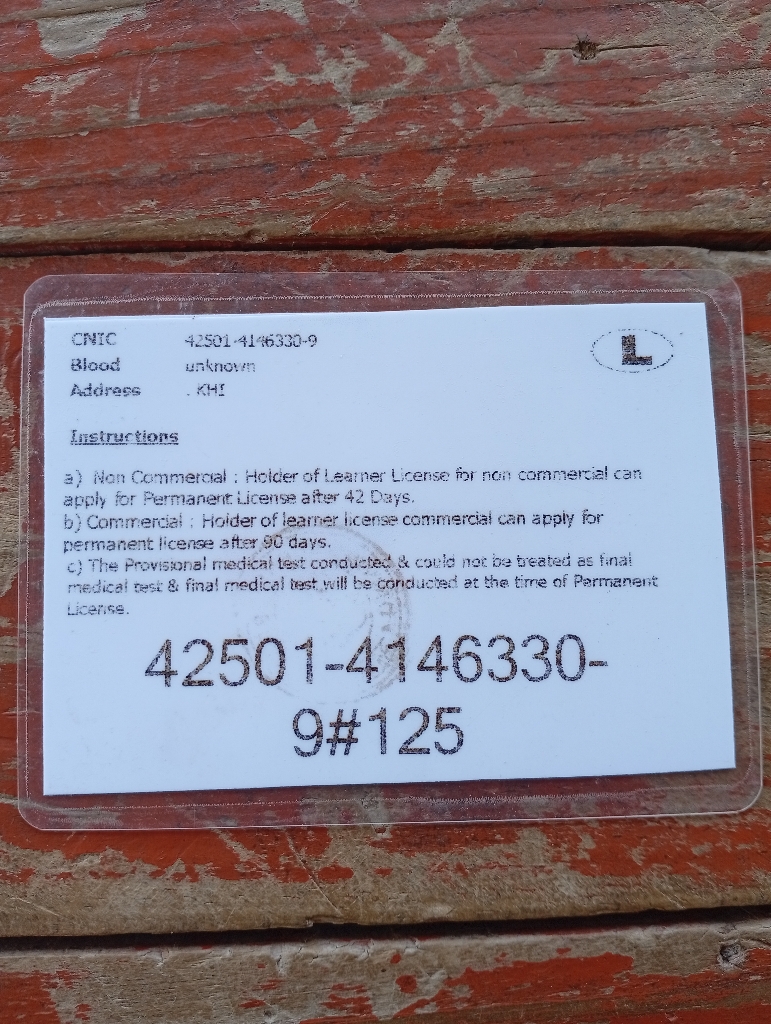 CNIC 42501-4146330-9
L
Blood unknown
Address . KHI
Instructions
a) Non Commercial : Holder of Learner License for non commercial can
apply for Permanent License after 42 Days.
b) Commercial : Holder of learner license commercial can apply for
permanent license after 90 days.
c) The Provisional medical test conducted & could not be treated as final
medical test & final medical test will be conducted at the time of Permanent
License.
42501-4146330-
9#125